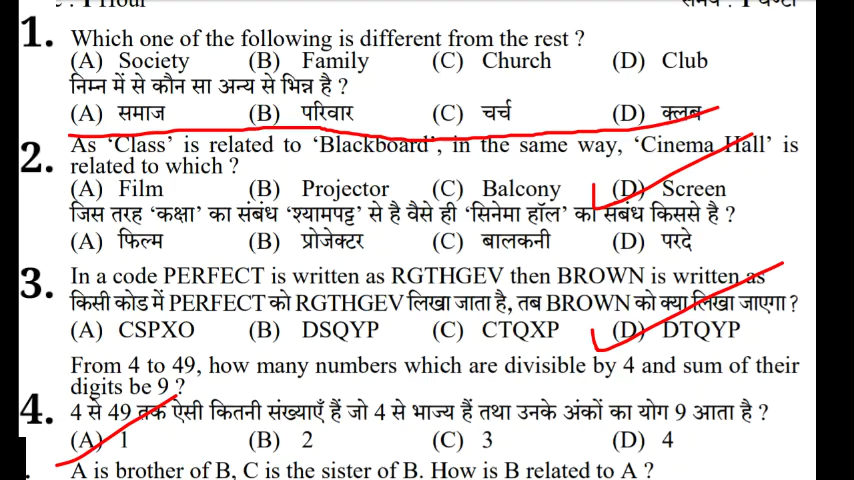 : 1 Hour समय : 1 घण्टा
1. Which one of the following is different from the rest ?
(A) Society (B) Family (C) Church (D) Club
निम्न में से कौन सा अन्य से भिन्न है ?
(A) समाज (B) परिवार (C) चर्च (D) क्लब
2. As ‘Class’ is related to ‘Blackboard’, in the same way, ‘Cinema Hall’ is
related to which ?
(A) Film (B) Projector (C) Balcony (D) Screen
जिस तरह ‘कक्षा’ का संबंध ‘श्यामपट्ट’ से है वैसे ही ‘सिनेमा हॉल’ का संबंध किससे है ?
(A) फिल्म (B) प्रोजेक्टर (C) बालकनी (D) परदे
3. In a code PERFECT is written as RGTHGEV then BROWN is written as
किसी कोड में PERFECT को RGTHGEV लिखा जाता है, तब BROWN को क्या लिखा जाएगा ?
(A) CSPXO (B) DSQYP (C) CTQXP (D) DTQYP
From 4 to 49, how many numbers which are divisible by 4 and sum of their
digits be 9 ?
4. 4 से 49 तक ऐसी कितनी संख्याएँ हैं जो 4 से भाज्य हैं तथा उनके अंकों का योग 9 आता है ?
(A) 1 (B) 2 (C) 3 (D) 4
A is brother of B, C is the sister of B. How is B related to A ?